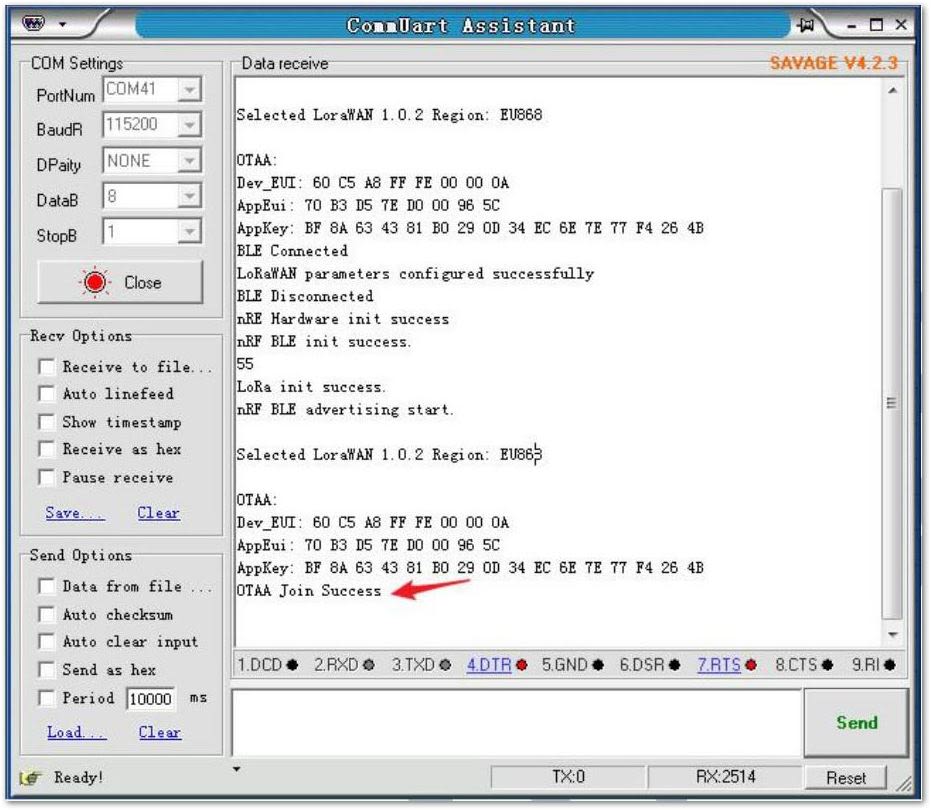 CommUart Assistant
COM Settings
PortNum COM41
BaudR 115200
DPaity NONE
DataB 8
StopB 1
Close
Recv Options
Receive to file...
Auto linefeed
Show timestamp
Receive as hex
Pause receive
Save... Clear
Send Options
Data from file ...
Auto checksum
Auto clear input
Send as hex
Period 10000 ms
Load... Clear
Data receive
SAVAGE V4.2.3
Selected LoraWAN 1.0.2 Region: EU868
OTAA:
Dev_EUI: 60 C5 A8 FF FE 00 00 0A
AppEui: 70 B3 D5 7E D0 00 96 5C
AppKey: BF 8A 63 43 81 B0 29 0D 34 EC 6E 7E 77 F4 26 4B
BLE Connected
LoRaWAN parameters configured successfully
BLE Disconnected
nRE Hardware init success
nRF BLE init success.
55
LoRa init success.
nRF BLE advertising start.
Selected LoraWAN 1.0.2 Region: EU868
OTAA:
Dev_EUI: 60 C5 A8 FF FE 00 00 0A
AppEui: 70 B3 D5 7E D0 00 96 5C
AppKey: BF 8A 63 43 81 B0 29 0D 34 EC 6E 7E 77 F4 26 4B
OTAA Join Success
1.DCD 2.RXD 3.TXD 4.DTR 5.GND 6.DSR 7.RTS 8.CTS 9.RI
Send
Ready! TX:0 RX:2514 Reset